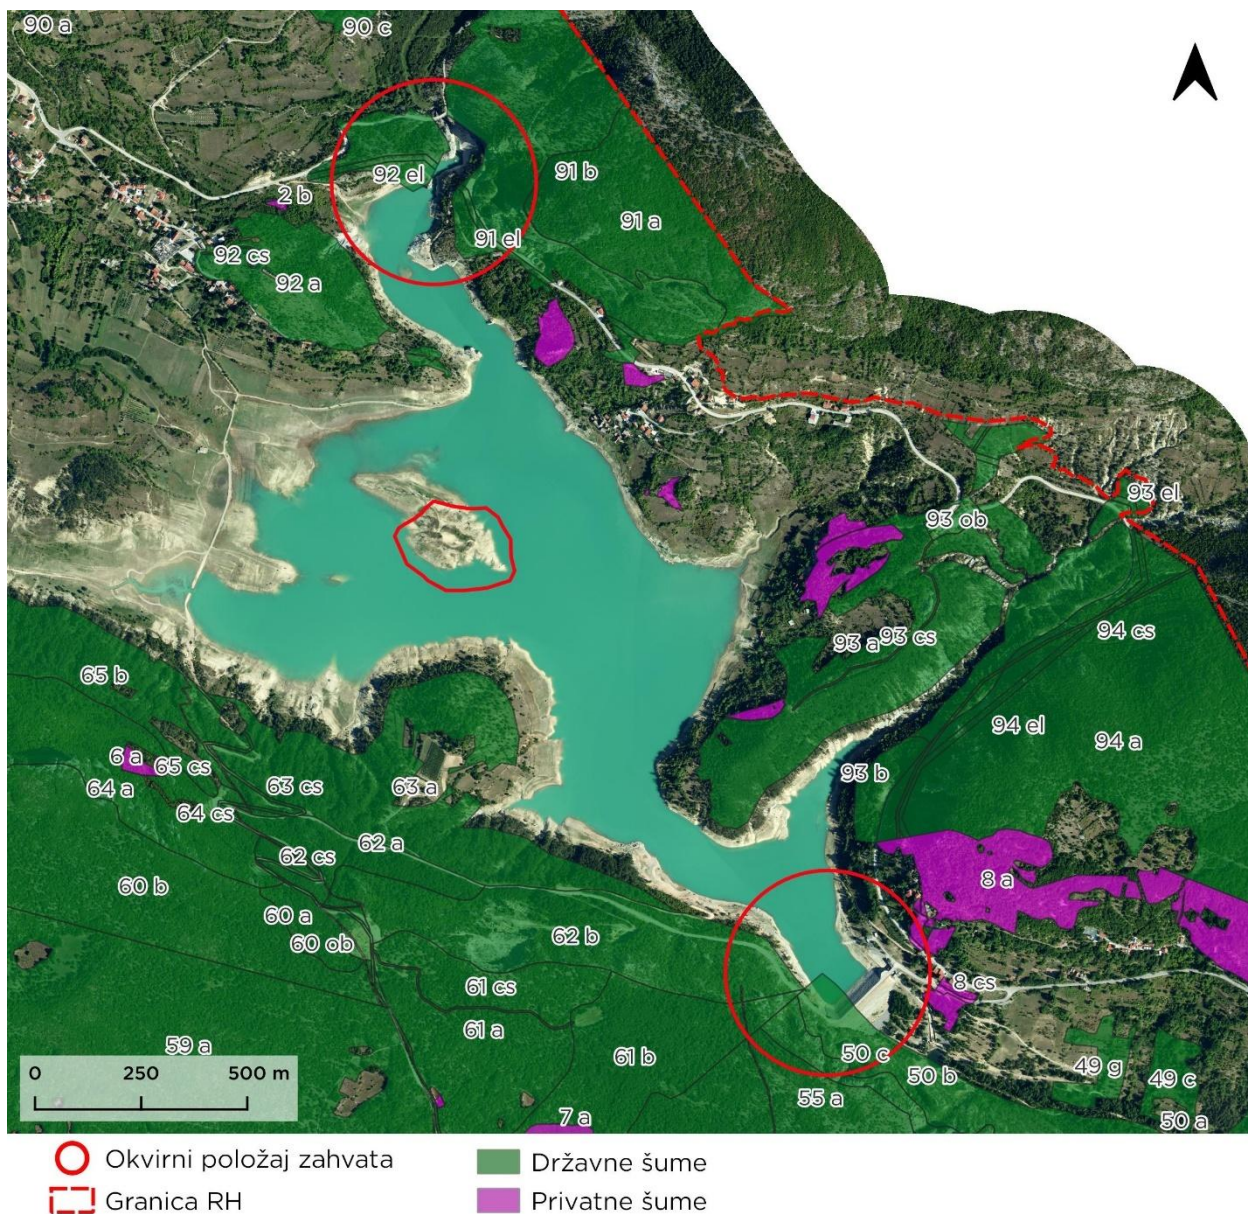 90 a
90 c
91 b
92 el
2 b
91 a
91 el
92 cs
92 a
93 el
93 ob
94 cs
93 a
93 cs
65 b
94 el
94 a
6 a
65 cs
93 b
64 a
63 cs
63 a
64 cs
62 a
62 cs
60 b
8 a
60 a
62 b
60 ob
61 cs
8 cs
61 a
59 a
61 b
50 c
50 b
49 g
49 c
55 a
7 a
50 a
0 250 500 m
Okvirni položaj zahvata
Državne šume
Granica RH
Privatne šume